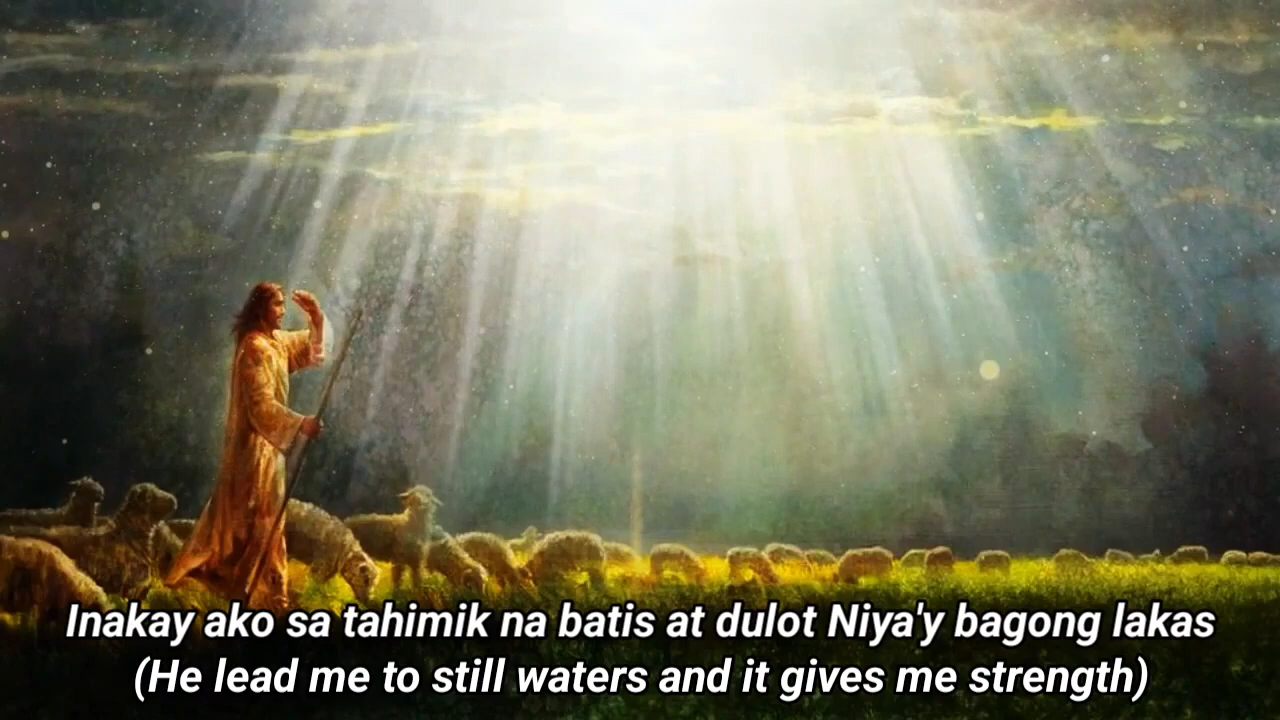 Inakay ako sa tahimik na batis at dulot Niya'y bagong lakas
(He lead me to still waters and it gives me strength)